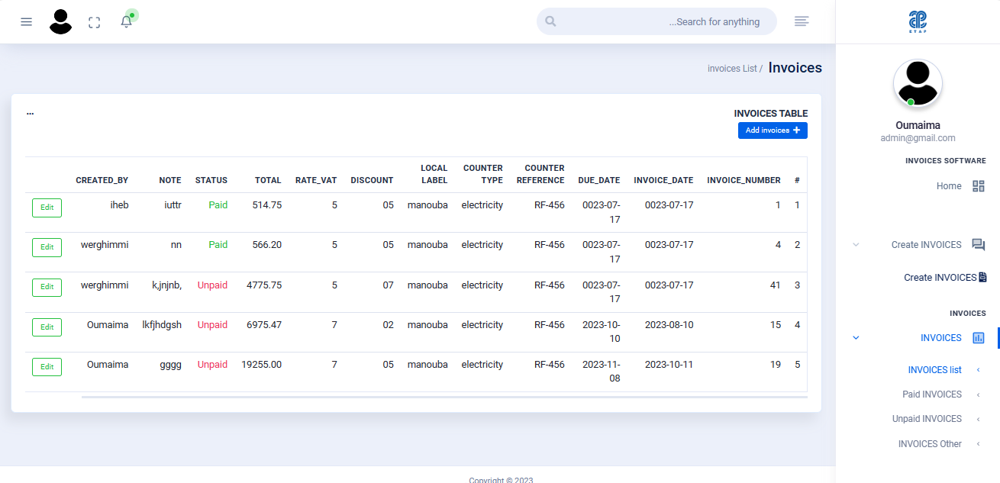 ...Search for anything
ETAP
invoices List / Invoices
...
INVOICES TABLE
Add invoices +
CREATED_BY NOTE STATUS TOTAL RATE_VAT DISCOUNT LOCAL LABEL COUNTER TYPE COUNTER REFERENCE DUE_DATE INVOICE_DATE INVOICE_NUMBER #
Edit iheb iuttr Paid 514.75 5 05 manouba electricity RF-456 0023-07-17 0023-07-17 1 1
Edit werghimmi nn Paid 566.20 5 05 manouba electricity RF-456 0023-07-17 0023-07-17 4 2
Edit werghimmi k,jnjnb, Unpaid 4775.75 5 07 manouba electricity RF-456 0023-07-17 0023-07-17 41 3
Edit Oumaima lkfjhdgsh Unpaid 6975.47 7 02 manouba electricity RF-456 2023-10-10 2023-08-10 15 4
Edit Oumaima gggg Unpaid 19255.00 7 05 manouba electricity RF-456 2023-11-08 2023-10-11 19 5
Copyright © 2023
Oumaima
admin@gmail.com
INVOICES SOFTWARE
Home
Create INVOICES
Create INVOICES
INVOICES
INVOICES
INVOICES list
Paid INVOICES
Unpaid INVOICES
INVOICES Other